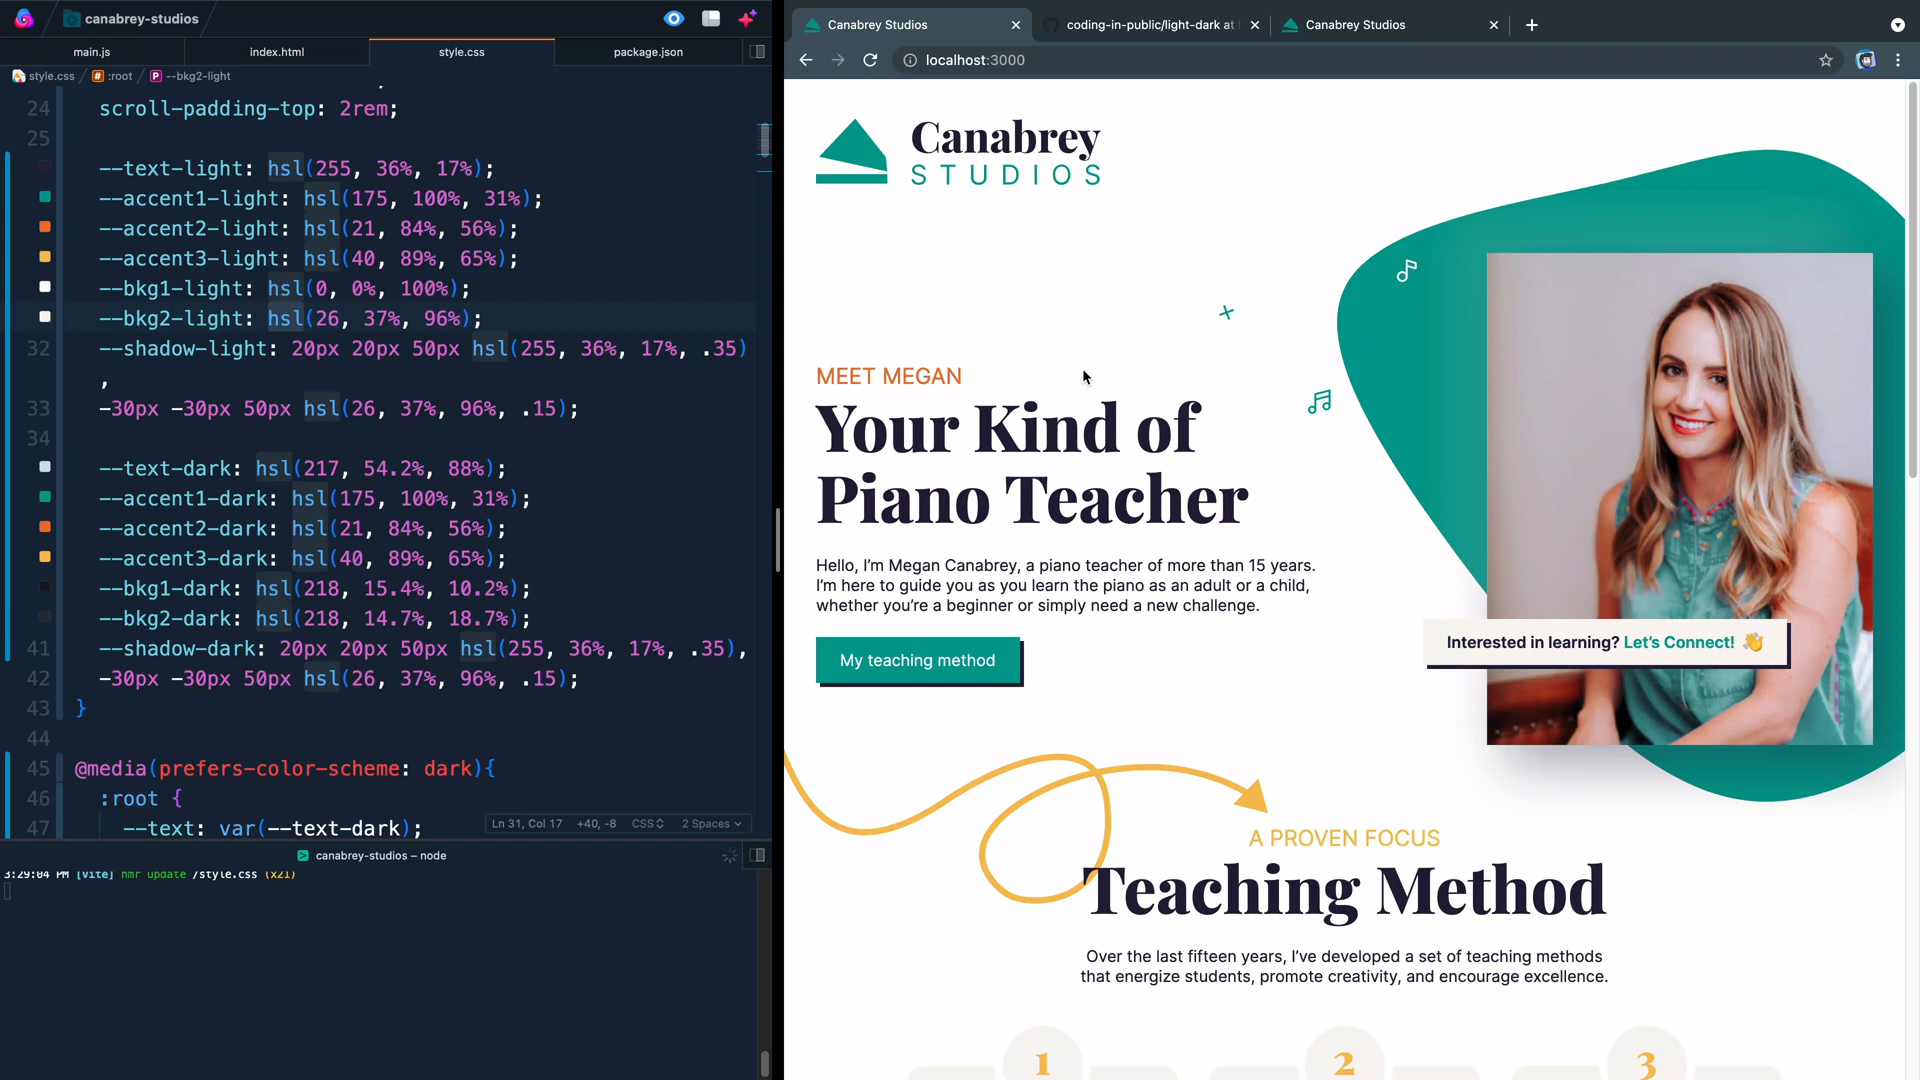 canabrey-studios
main.js
index.html
style.css
package.json
style.css
:root
--bkg2-light
24 scroll-padding-top: 2rem;
25
--text-light: hsl(255, 36%, 17%);
--accent1-light: hsl(175, 100%, 31%);
--accent2-light: hsl(21, 84%, 56%);
--accent3-light: hsl(40, 89%, 65%);
--bkg1-light: hsl(0, 0%, 100%);
--bkg2-light: hsl(26, 37%, 96%);
32 --shadow-light: 20px 20px 50px hsl(255, 36%, 17%, .35)
,
33 -30px -30px 50px hsl(26, 37%, 96%, .15);
34
--text-dark: hsl(217, 54.2%, 88%);
--accent1-dark: hsl(175, 100%, 31%);
--accent2-dark: hsl(21, 84%, 56%);
--accent3-dark: hsl(40, 89%, 65%);
--bkg1-dark: hsl(218, 15.4%, 10.2%);
--bkg2-dark: hsl(218, 14.7%, 18.7%);
41 --shadow-dark: 20px 20px 50px hsl(255, 36%, 17%, .35),
42 -30px -30px 50px hsl(26, 37%, 96%, .15);
43 }
44
45 @media(prefers-color-scheme: dark){
46 :root {
47 --text: var(--text-dark);
Ln 31, Col 17 +40, -8 CSS 2 Spaces
canabrey-studios – node
3:29:04 PM [vite] hmr update /style.css (x21)
Canabrey Studios
coding-in-public/light-dark at
Canabrey Studios
localhost:3000
Canabrey
STUDIOS
MEET MEGAN
Your Kind of
Piano Teacher
Hello, I'm Megan Canabrey, a piano teacher of more than 15 years.
I'm here to guide you as you learn the piano as an adult or a child,
whether you're a beginner or simply need a new challenge.
My teaching method
Interested in learning? Let's Connect! 👋
A PROVEN FOCUS
Teaching Method
Over the last fifteen years, I've developed a set of teaching methods
that energize students, promote creativity, and encourage excellence.
1
2
3